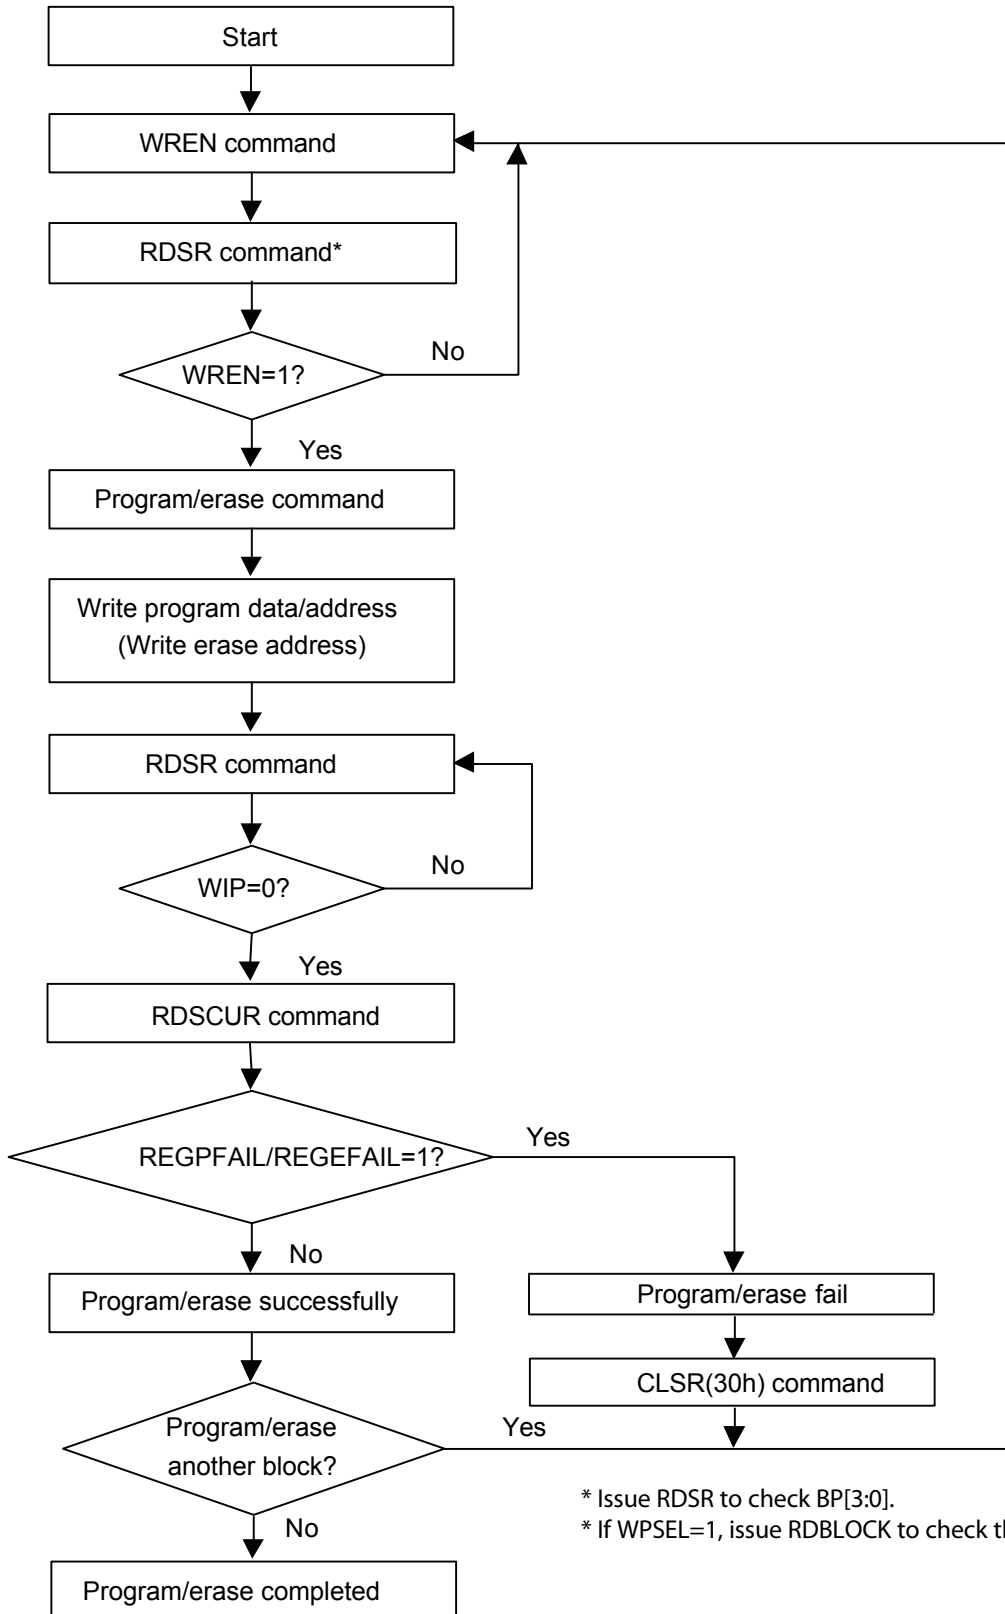 Start
WREN command
RDSR command*
WREN=1?
No
Yes
Program/erase command
Write program data/address
(Write erase address)
RDSR command
WIP=0?
No
Yes
RDSCUR command
REGPFAIL/REGEFAIL=1?
Yes
No
Program/erase successfully
Program/erase fail
CLSR(30h) command
Program/erase
another block?
Yes
* Issue RDSR to check BP[3:0].
* If WPSEL=1, issue RDBLOCK to check
No
Program/erase completed